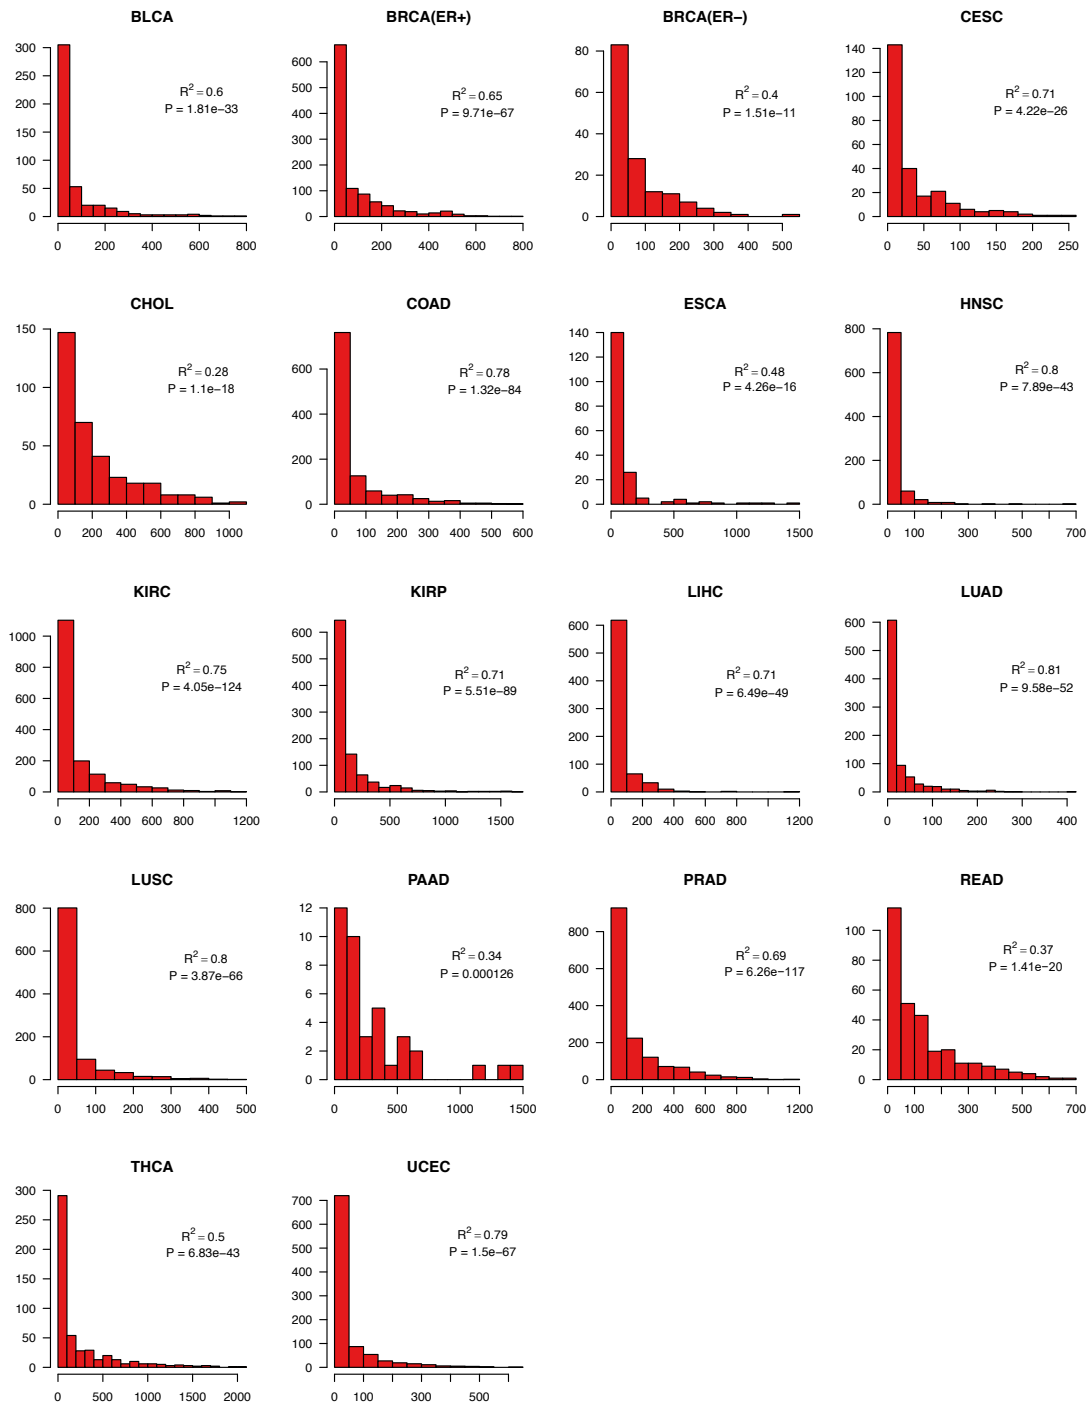 BLCA
BRCA(ER+)
BRCA(ER−)
CESC
300
250
200
150
100
50
0
R2 = 0.6
P = 1.81e−33
0 200 400 600 800
600
500
400
300
200
100
0
R2 = 0.65
P = 9.71e−67
0 200 400 600 800
80
60
40
20
0
R2 = 0.4
P = 1.51e−11
0 100 200 300 400 500
140
120
100
80
60
40
20
0
R2 = 0.71
P = 4.22e−26
0 50 100 150 200 250
CHOL
COAD
ESCA
HNSC
150
100
50
0
R2 = 0.28
P = 1.1e−18
0 200 400 600 800 1000
600
400
200
0
R2 = 0.78
P = 1.32e−84
0 100 200 300 400 500 600
140
120
100
80
60
40
20
0
R2 = 0.48
P = 4.26e−16
0 500 1000 1500
800
600
400
200
0
R2 = 0.8
P = 7.89e−43
0 100 300 500 700
KIRC
KIRP
LIHC
LUAD
1000
800
600
400
200
0
R2 = 0.75
P = 4.05e−124
0 200 400 600 800 1200
600
500
400
300
200
100
0
R2 = 0.71
P = 5.51e−89
0 500 1000 1500
600
500
400
300
200
100
0
R2 = 0.71
P = 6.49e−49
0 200 400 600 800 1200
600
500
400
300
200
100
0
R2 = 0.81
P = 9.58e−52
0 100 200 300 400
LUSC
PAAD
PRAD
READ
800
600
400
200
0
R2 = 0.8
P = 3.87e−66
0 100 200 300 400 500
12
10
8
6
4
2
0
R2 = 0.34
P = 0.000126
0 500 1000 1500
800
600
400
200
0
R2 = 0.69
P = 6.26e−117
0 200 400 600 800 1200
100
80
60
40
20
0
R2 = 0.37
P = 1.41e−20
0 100 300 500 700
THCA
UCEC
300
250
200
150
100
50
0
R2 = 0.5
P = 6.83e−43
0 500 1000 1500 2000
700
600
500
400
300
200
100
0
R2 = 0.79
P = 1.5e−67
0 100 300 500